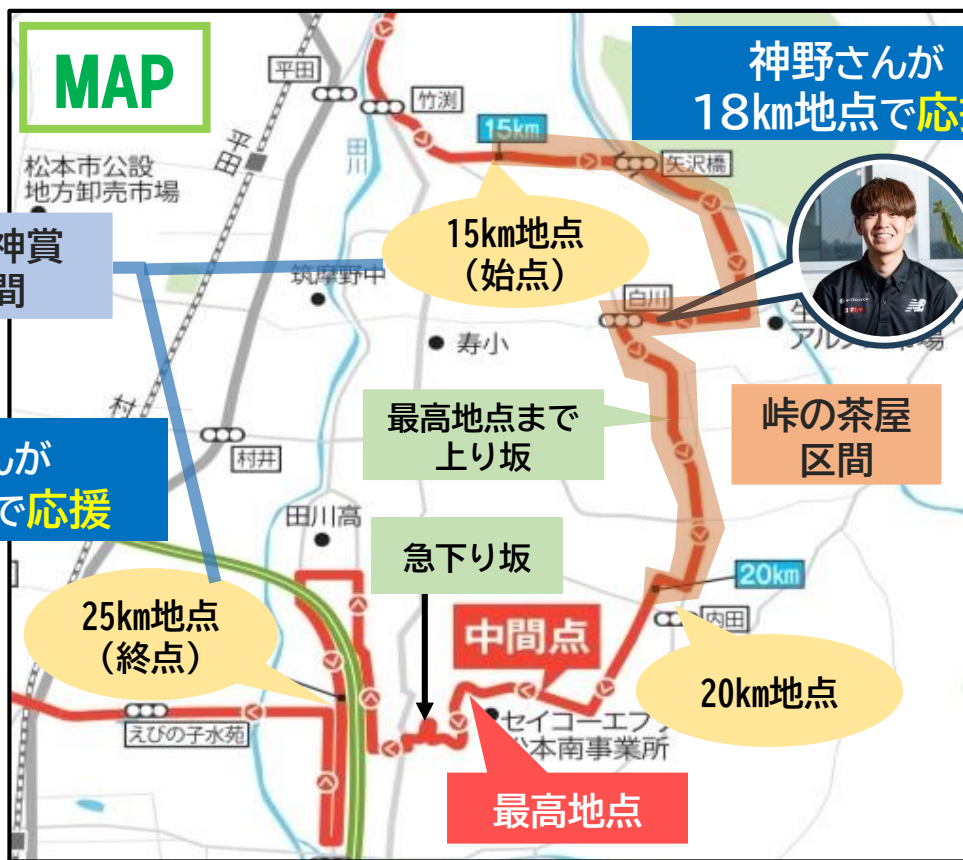 MAP
神野さんが
18km地点で応
平田
竹渕
15km
矢沢橋
田川
平田
松本市公設
地方卸売市場
神賞
間
15km地点
(始点)
筑摩野中
白川
寿小
最高地点まで
上り坂
峠の茶屋
区間
村
村井
んが
で応援
田川高
急下り坂
20km
内田
25km地点
(終点)
中間点
20km地点
えびの子水苑
セイコーエプソ
松本南事業所
最高地点